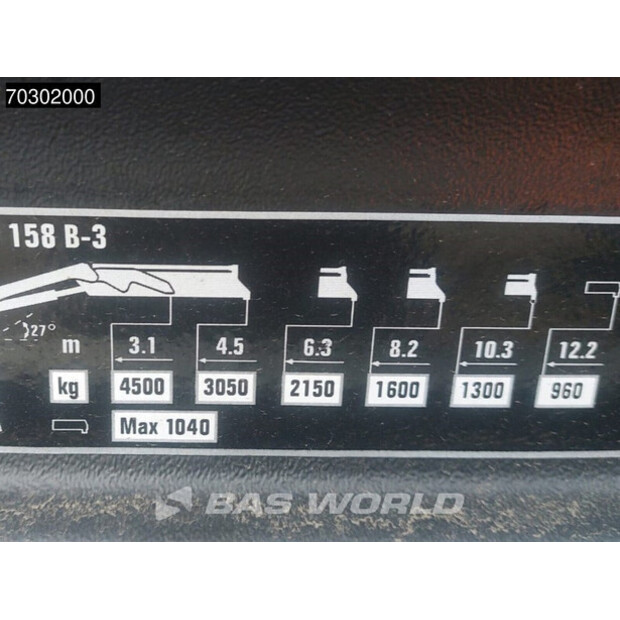 70302000
158 B-3
27°
m 3.1 4.5 6.3 8.2 10.3 12.2
kg 4500 3050 2150 1600 1300 960
Max 1040
BAS WORLD